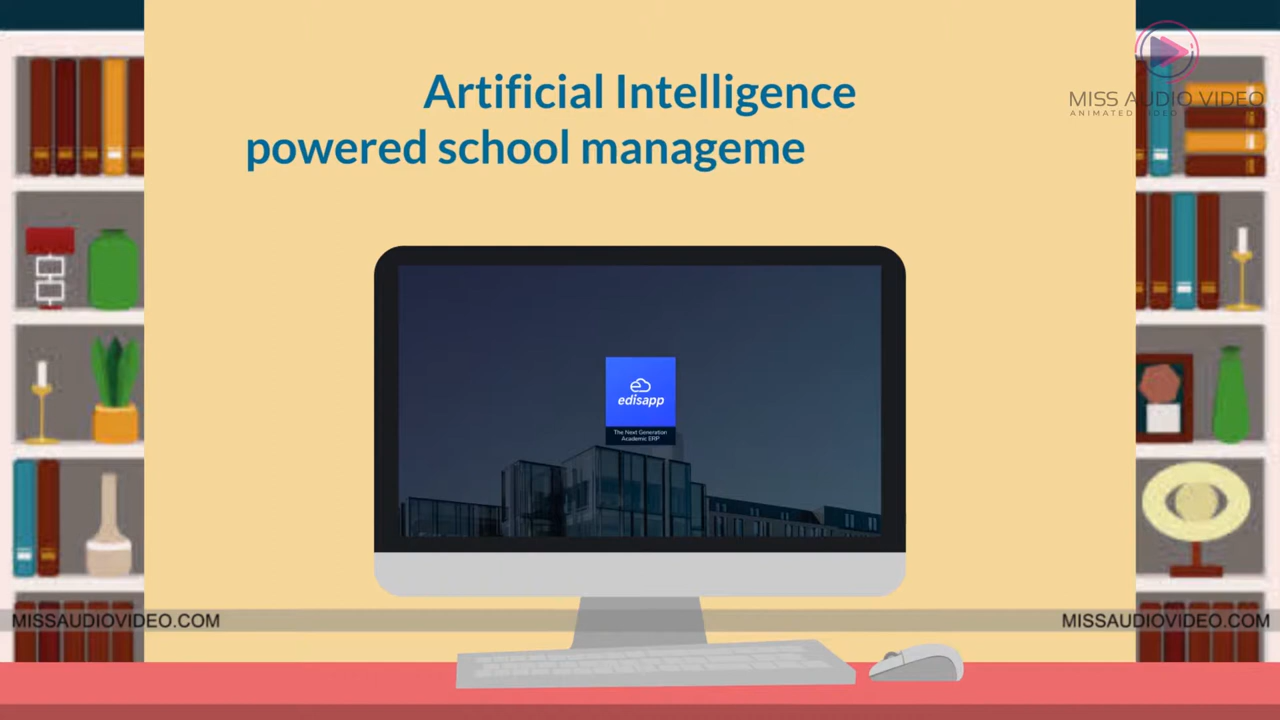 Artificial Intelligence
powered school manageme
MISS AUDIO VIDEO
ANIMATED VIDEO
edisapp
The Next Generation
Academic ERP
MISSAUDIOVIDEO.COM
MISSAUDIOVIDEO.COM